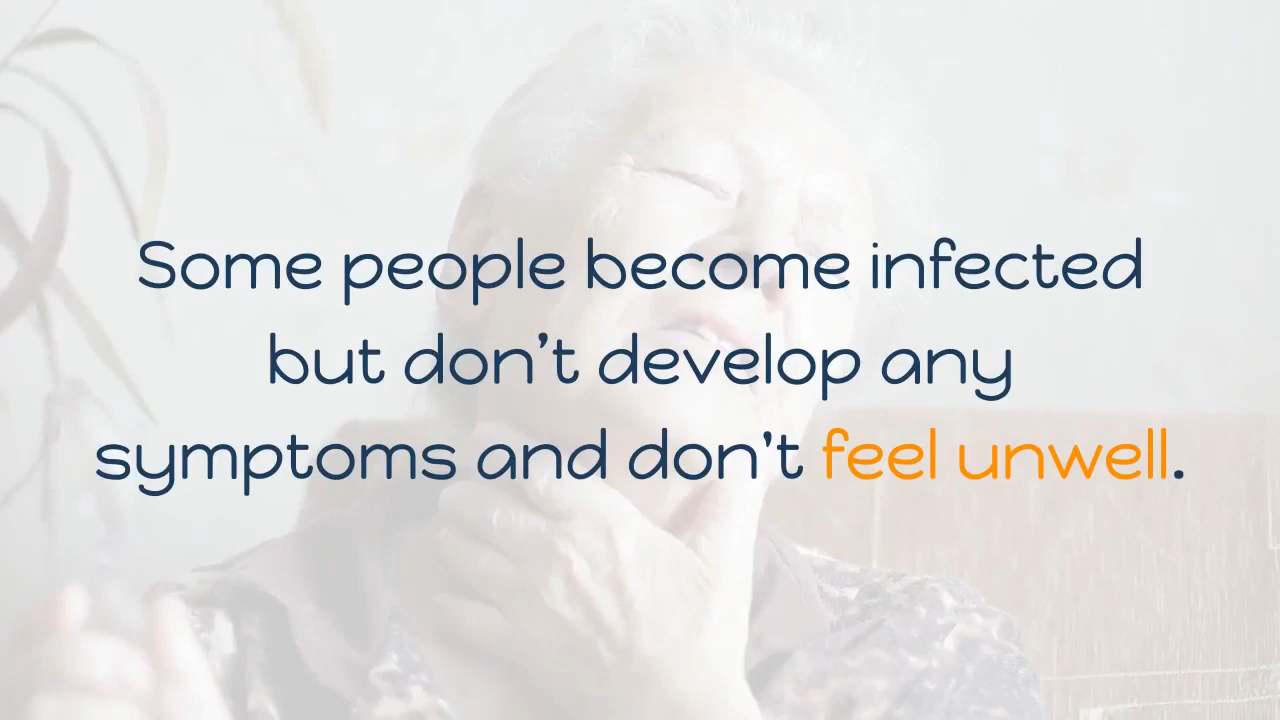 Some people become infected
but don’t develop any
symptoms and don't feel unwell.